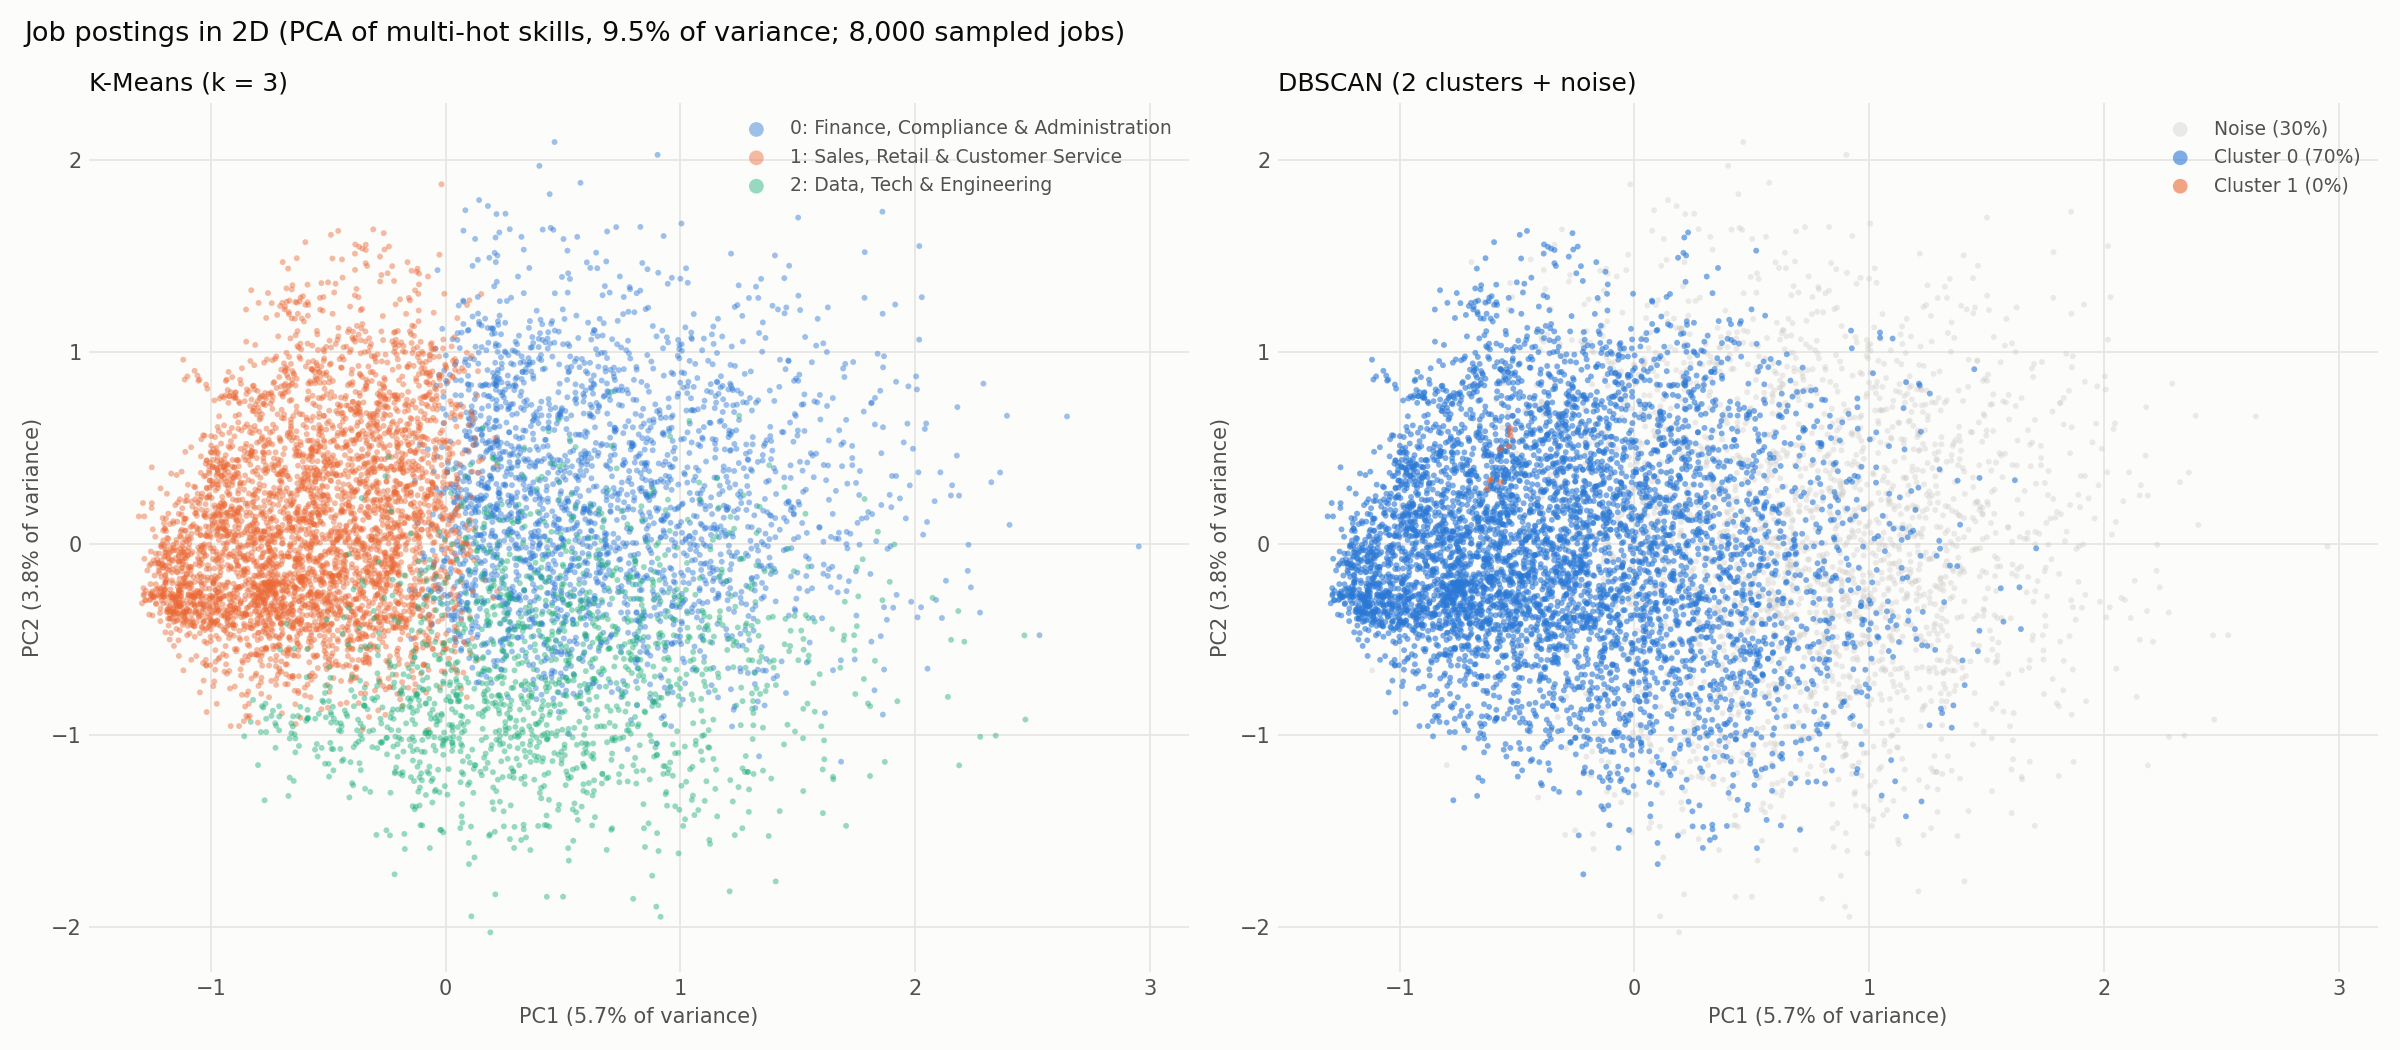 Job postings in 2D (PCA of multi-hot skills, 9.5% of variance; 8,000 sampled jobs)
K-Means (k = 3)
0: Finance, Compliance & Administration
1: Sales, Retail & Customer Service
2: Data, Tech & Engineering
2
1
0
−1
−2
PC2 (3.8% of variance)
−1
0
1
2
3
PC1 (5.7% of variance)
DBSCAN (2 clusters + noise)
Noise (30%)
Cluster 0 (70%)
Cluster 1 (0%)
2
1
0
−1
−2
PC2 (3.8% of variance)
−1
0
1
2
3
PC1 (5.7% of variance)